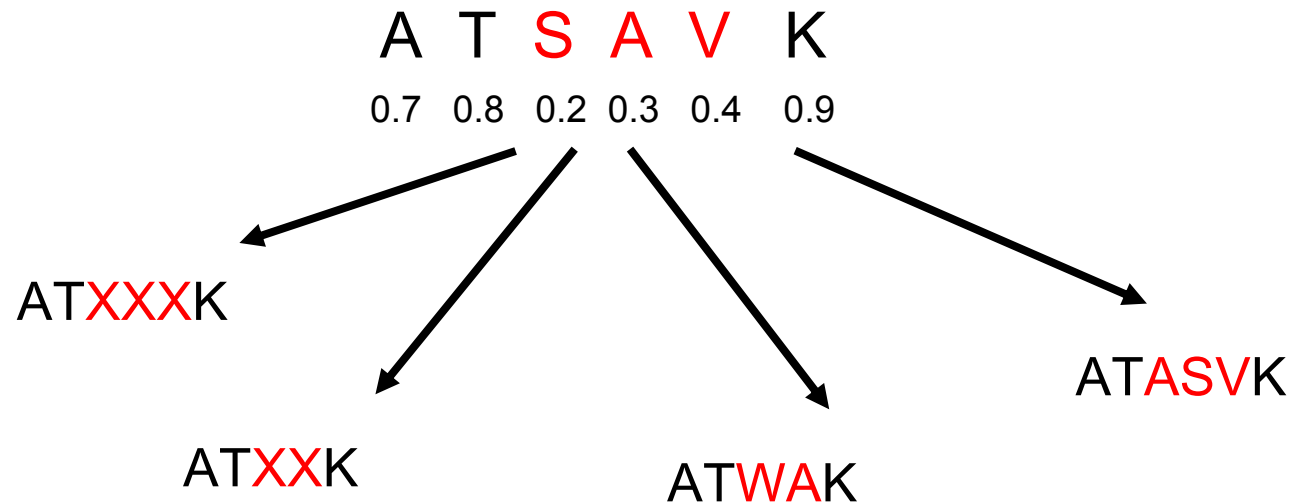 A T S A V K
0.7 0.8 0.2 0.3 0.4 0.9
ATXXXK
ATASVK
ATXXK
ATWAK